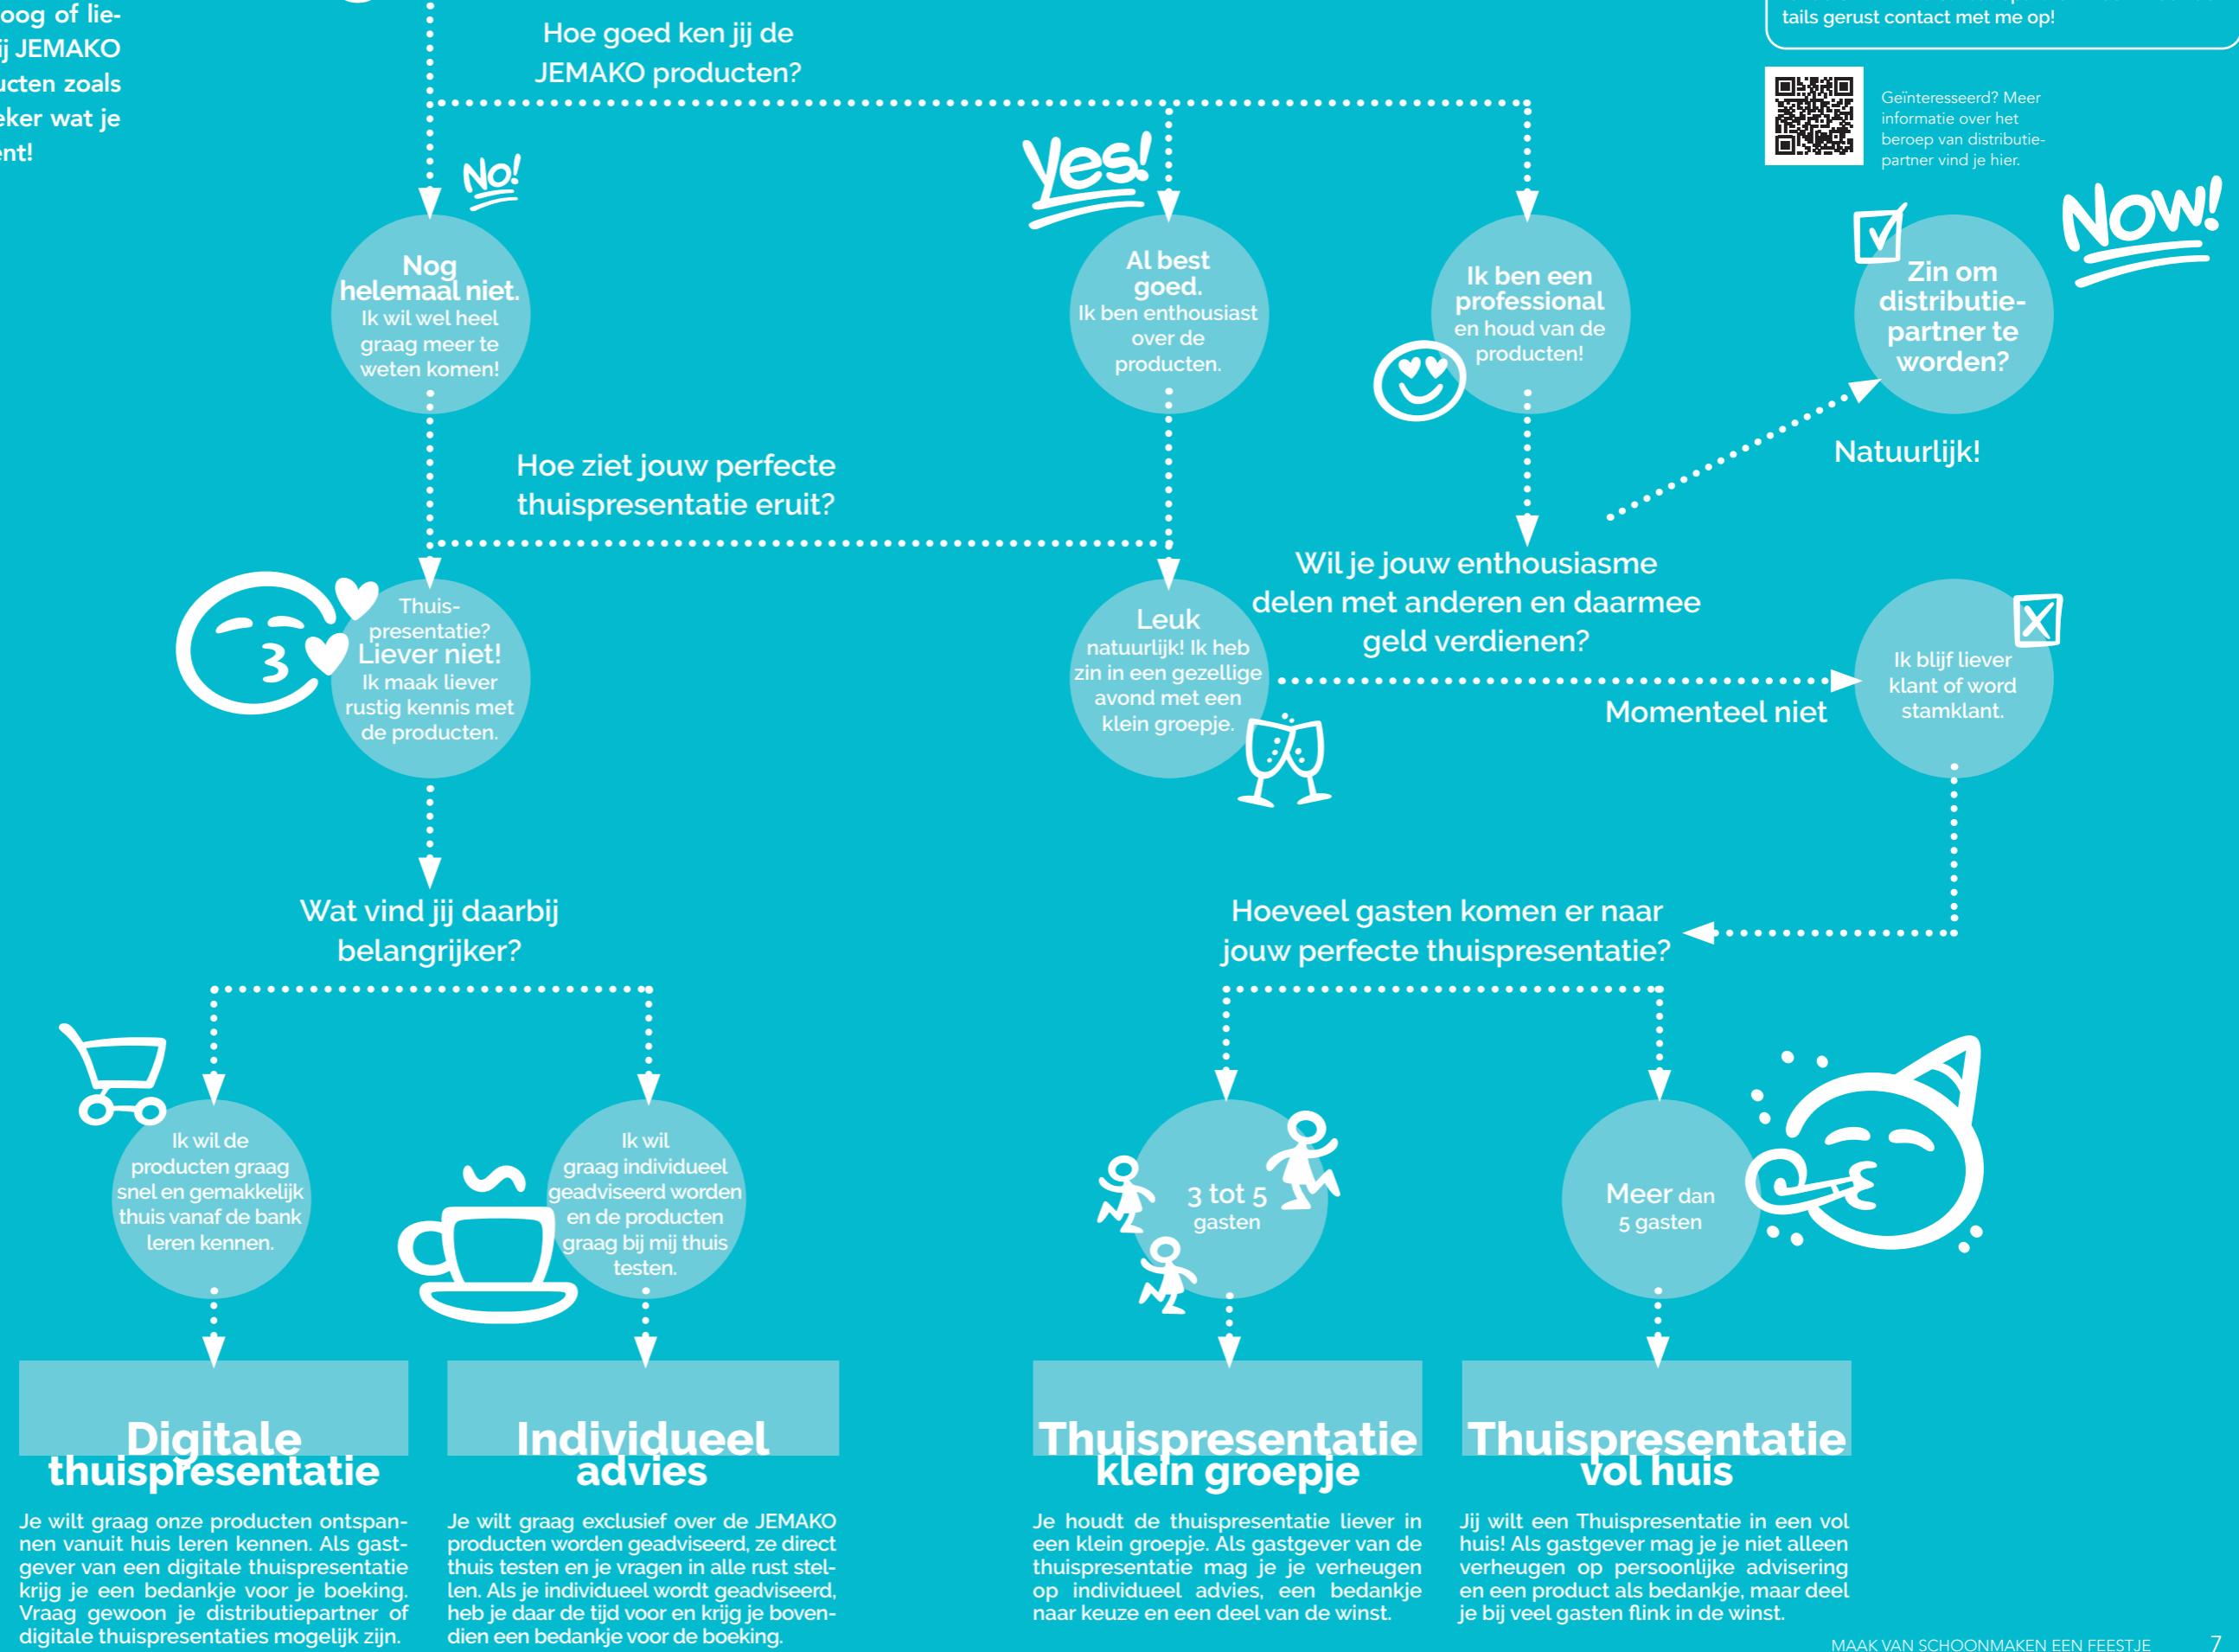 oog of lie-
ij JEMAKO
ucten zoals
eker wat je
ent!
Hoe goed ken jij de
JEMAKO producten?
tails gerust contact met me op!
Geïnteresseerd? Meer
informatie over het
beroep van distributie-
partner vind je hier.
No!
Yes!
Now!
Nog
helemaal niet.
Ik wil wel heel
graag meer te
weten komen!
Al best
goed.
Ik ben enthousiast
over de
producten.
Ik ben een
professional
en houd van de
producten!
Zin om
distributie-
partner te
worden?
Natuurlijk!
Hoe ziet jouw perfecte
thuispresentatie eruit?
Wil je jouw enthousiasme
delen met anderen en daarmee
geld verdienen?
Thuis-
presentatie?
Liever niet!
Ik maak liever
rustig kennis met
de producten.
Leuk
natuurlijk! Ik heb
zin in een gezellige
avond met een
klein groepje.
Momenteel niet
Ik blijf liever
klant of word
stamklant.
Wat vind jij daarbij
belangrijker?
Hoeveel gasten komen er naar
jouw perfecte thuispresentatie?
Ik wil de
producten graag
snel en gemakkelijk
thuis vanaf de bank
leren kennen.
Ik wil
graag individueel
geadviseerd worden
en de producten
graag bij mij thuis
testen.
3 tot 5
gasten
Meer dan
5 gasten
Digitale
thuispresentatie
Je wilt graag onze producten ontspan-
nen vanuit huis leren kennen. Als gast-
gever van een digitale thuispresentatie
krijg je een bedankje voor je boeking.
Vraag gewoon je distributiepartner of
digitale thuispresentaties mogelijk zijn.
Individueel
advies
Je wilt graag exclusief over de JEMAKO
producten worden geadviseerd, ze direct
thuis testen en je vragen in alle rust stel-
len. Als je individueel wordt geadviseerd,
heb je daar de tijd voor en krijg je boven-
dien een bedankje voor de boeking.
Thuispresentatie
klein groepje
Je houdt de thuispresentatie liever in
een klein groepje. Als gastgever van de
thuispresentatie mag je je verheugen
op individueel advies, een bedankje
naar keuze en een deel van de winst.
Thuispresentatie
vol huis
Jij wilt een Thuispresentatie in een vol
huis! Als gastgever mag je je niet alleen
verheugen op persoonlijke advisering
en een product als bedankje, maar deel
je bij veel gasten flink in de winst.
MAAK VAN SCHOONMAKEN EEN FEESTJE 7